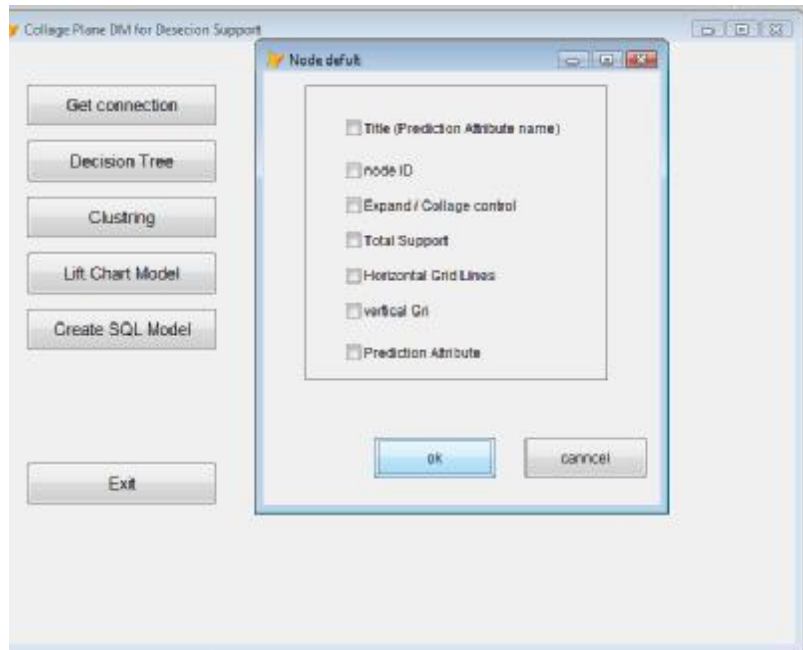 Collage Plane DM for Desecion Support
Get connection
Decision Tree
Clustring
Lift Chart Model
Create SQL Model
Exit
Node defult
Title (Prediction Attribute name)
node ID
Expand / Collage control
Total Support
Horizontal Grid Lines
vertical Gri
Prediction Attribute
ok
canncel